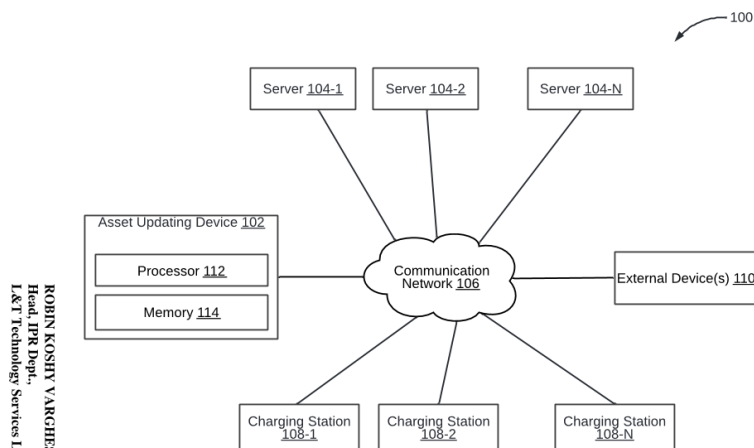 100
Server 104-1
Server 104-2
Server 104-N
Asset Updating Device 102
Processor 112
Memory 114
Communication
Network 106
External Device(s) 110
Charging Station
108-1
Charging Station
108-2
Charging Station
108-N
ROBIN KOSHY VARGHE
Head, IPR Dept.,
L&T Technology Services L